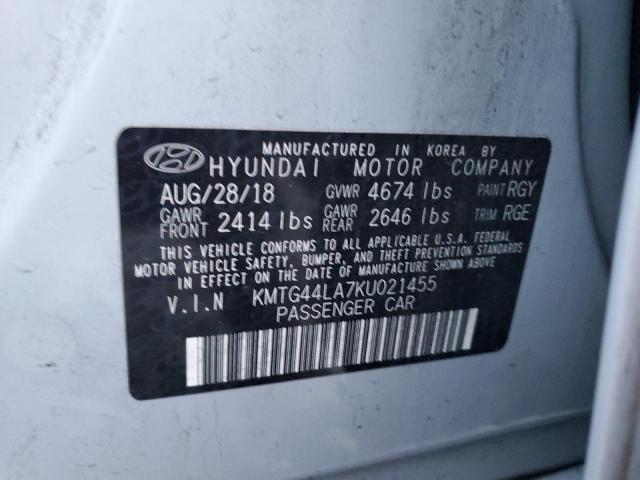 MANUFACTURED IN KOREA BY
HYUNDAI MOTOR COMPANY
AUG/28/18 GVWR 4674 lbs PAINT RGY
GAWR FRONT 2414 lbs GAWR REAR 2646 lbs TRIM RGE
THIS VEHICLE CONFORMS TO ALL APPLICABLE U.S.A. FEDERAL
MOTOR VEHICLE SAFETY, BUMPER, AND THEFT PREVENTION STANDARDS
IN EFFECT ON THE DATE OF MANUFACTURE SHOWN ABOVE.
V.I.N KMTG44LA7KU021455
PASSENGER CAR